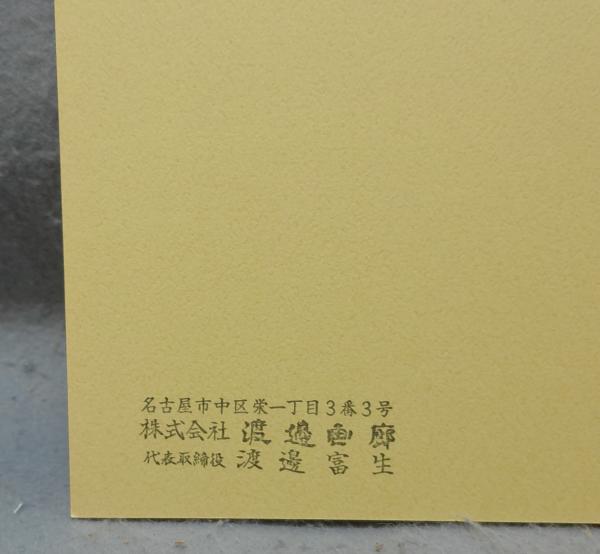 名古屋市中区栄一丁目3番3号
株式会社 渡邊画廊
代表取締役 渡邊富生